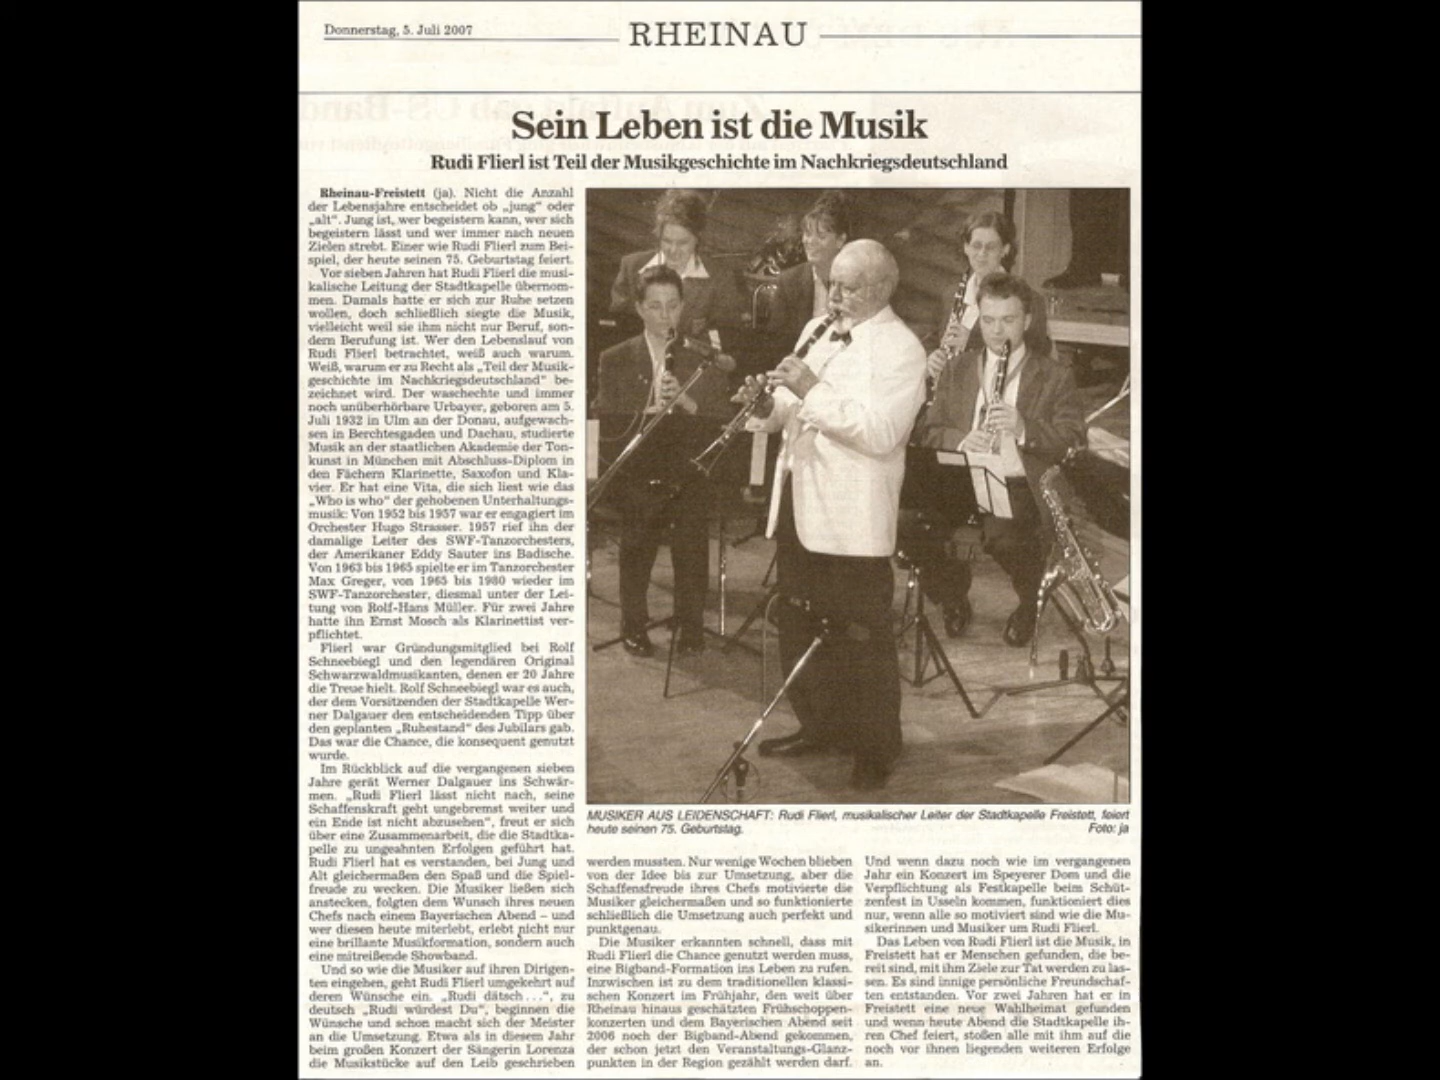 Donnerstag, 5. Juli 2007
RHEINAU
Sein Leben ist die Musik
Rudi Flierl ist Teil der Musikgeschichte im Nachkriegsdeutschland
Rheinau-Freistett (ja). Nicht die Anzahl
der Lebensjahre entscheidet ob „jung“ oder
„alt“. Jung ist, wer begeistern kann, wer sich
begeistern lässt und wer immer nach neuen
Zielen strebt. Einer wie Rudi Flierl zum Bei-
spiel, der heute seinen 75. Geburtstag feiert.
Vor sieben Jahren hat Rudi Flierl die musi-
kalische Leitung der Stadtkapelle übernom-
men. Damals hatte er sich zur Ruhe setzen
wollen, doch schließlich siegte die Musik,
vielleicht weil sie ihm nicht nur Beruf, son-
dern Berufung ist. Wer den Lebenslauf von
Rudi Flierl betrachtet, weiß auch warum.
Weiß, warum er zu Recht als „Teil der Musik-
geschichte im Nachkriegsdeutschland“ be-
zeichnet wird. Der waschechte und immer
noch unüberhörbare Urbayer, geboren am 5.
Juli 1932 in Ulm an der Donau, aufgewach-
sen in Berchtesgaden und Dachau, studierte
Musik an der staatlichen Akademie der Ton-
kunst in München mit Abschluss-Diplom in
den Fächern Klarinette, Saxofon und Kla-
vier. Er hat eine Vita, die sich liest wie das
„Who is who“ der gehobenen Unterhaltungs-
musik: Von 1952 bis 1957 war er engagiert im
Orchester Hugo Strasser. 1957 rief ihn der
damalige Leiter des SWF-Tanzorchesters,
der Amerikaner Eddy Sauter ins Badische.
Von 1963 bis 1965 spielte er im Tanzorchester
Max Greger, von 1965 bis 1980 wieder im
SWF-Tanzorchester, diesmal unter der Lei-
tung von Rolf-Hans Müller. Für zwei Jahre
hatte ihn Ernst Mosch als Klarinettist ver-
pflichtet.
Flierl war Gründungsmitglied bei Rolf
Schneebiegl und den legendären Original
Schwarzwaldmusikanten, denen er 20 Jahre
die Treue hielt. Rolf Schneebiegl war es auch,
der dem Vorsitzenden der Stadtkapelle Wer-
ner Dalgauer den entscheidenden Tipp über
den geplanten „Ruhestand“ des Jubilars gab.
Das war die Chance, die konsequent genutzt
wurde.
Im Rückblick auf die vergangenen sieben
Jahre gerät Werner Dalgauer ins Schwär-
men. „Rudi Flierl lässt nicht nach, seine
Schaffenskraft geht ungebremst weiter und
ein Ende ist nicht abzusehen“, freut er sich
über eine Zusammenarbeit, die die Stadtka-
pelle zu ungeahnten Erfolgen geführt hat.
Rudi Flierl hat es verstanden, bei Jung und
Alt gleichermaßen den Spaß und die Spiel-
freude zu wecken. Die Musiker ließen sich
anstecken, folgten dem Wunsch ihres neuen
Chefs nach einem Bayerischen Abend – und
wer diesen heute miterlebt, erlebt nicht nur
eine brillante Musikformation, sondern auch
eine mitreißende Showband.
Und so wie die Musiker auf ihren Dirigen-
ten eingehen, geht Rudi Flierl umgekehrt auf
deren Wünsche ein. „Rudi dätsch...“, zu
deutsch „Rudi würdest Du“, beginnen die
Wünsche und schon macht sich der Meister
an die Umsetzung. Etwa als in diesem Jahr
beim großen Konzert der Sängerin Lorenza
die Musikstücke auf den Leib geschrieben
MUSIKER AUS LEIDENSCHAFT: Rudi Flierl, musikalischer Leiter der Stadtkapelle Freistett, feiert
heute seinen 75. Geburtstag. Foto: ja
werden mussten. Nur wenige Wochen blieben
von der Idee bis zur Umsetzung, aber die
Schaffensfreude ihres Chefs motivierte die
Musiker gleichermaßen und so funktionierte
schließlich die Umsetzung auch perfekt und
punktgenau.
Die Musiker erkannten schnell, dass mit
Rudi Flierl die Chance genutzt werden muss,
eine Bigband-Formation ins Leben zu rufen.
Inzwischen ist zu dem traditionellen klassi-
schen Konzert im Frühjahr, den weit über
Rheinau hinaus geschätzten Frühschoppen-
konzerten und dem Bayerischen Abend seit
2006 noch der Bigband-Abend gekommen,
der schon jetzt den Veranstaltungs-Glanz-
punkten in der Region gezählt werden darf.
Und wenn dazu noch wie im vergangenen
Jahr ein Konzert im Speyerer Dom und die
Verpflichtung als Festkapelle beim Schüt-
zenfest in Usseln kommen, funktioniert dies
nur, wenn alle so motiviert sind wie die Mu-
sikerinnen und Musiker um Rudi Flierl.
Das Leben von Rudi Flierl ist die Musik, in
Freistett hat er Menschen gefunden, die be-
reit sind, mit ihm Ziele zur Tat werden zu las-
sen. Es sind innige persönliche Freundschaf-
ten entstanden. Vor zwei Jahren hat er in
Freistett eine neue Wahlheimat gefunden
und wenn heute Abend die Stadtkapelle ih-
ren Chef feiert, stoßen alle mit ihm auf die
noch vor ihnen liegenden weiteren Erfolge
an.